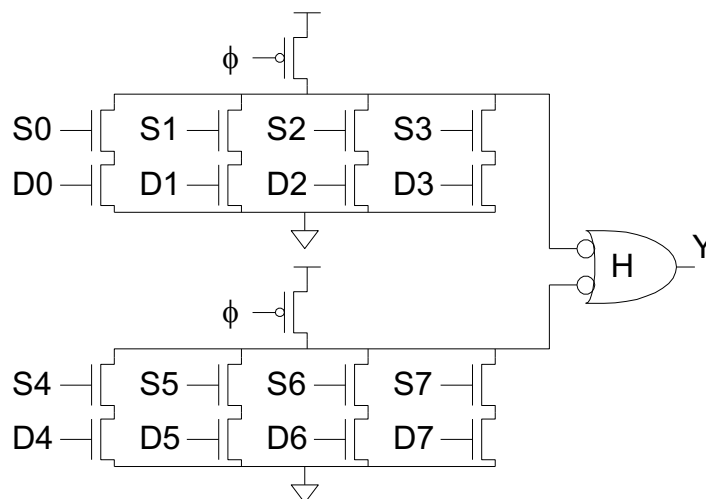 ϕ
S0 S1 S2 S3
D0 D1 D2 D3
H Y
ϕ
S4 S5 S6 S7
D4 D5 D6 D7